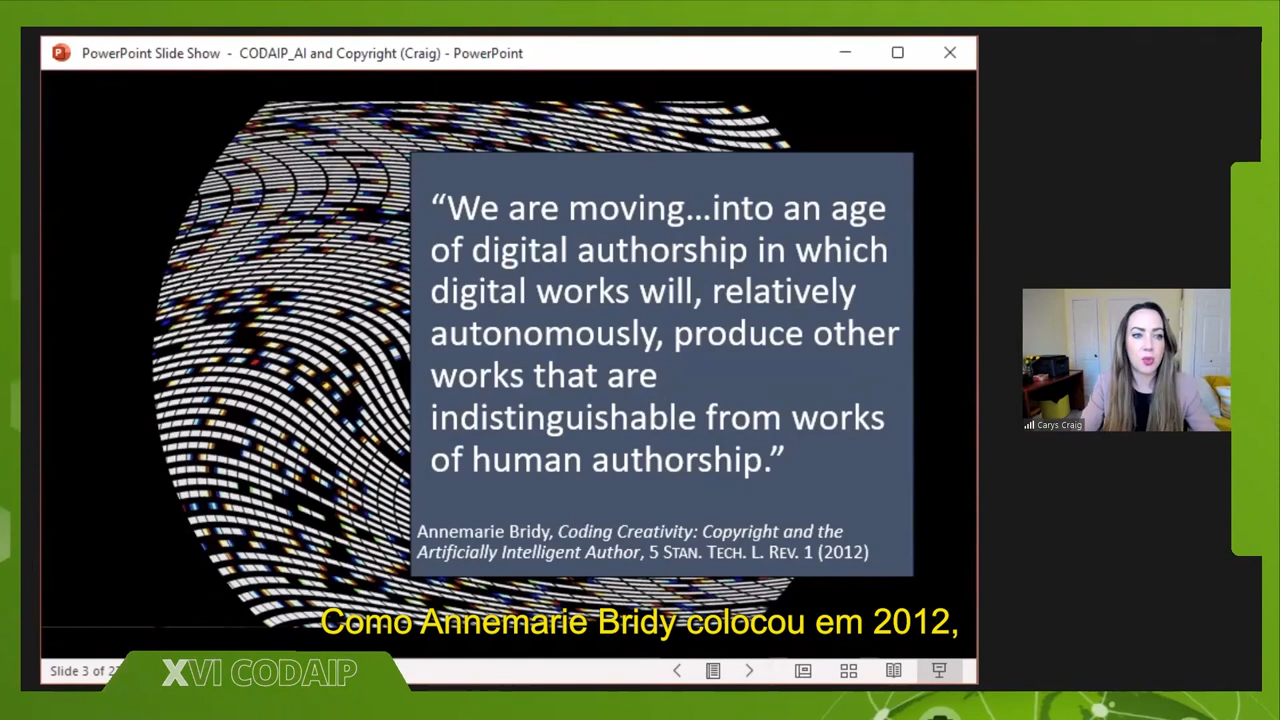 PowerPoint Slide Show - CODAIP_AI and Copyright (Craig) - PowerPoint
“We are moving…into an age
of digital authorship in which
digital works will, relatively
autonomously, produce other
works that are
indistinguishable from works
of human authorship.”
Annemarie Bridy, Coding Creativity: Copyright and the
Artificially Intelligent Author, 5 STAN. TECH. L. REV. 1 (2012)
Carys Craig
Como Annemarie Bridy colocou em 2012,
Slide 3 of
XVI CODAIP